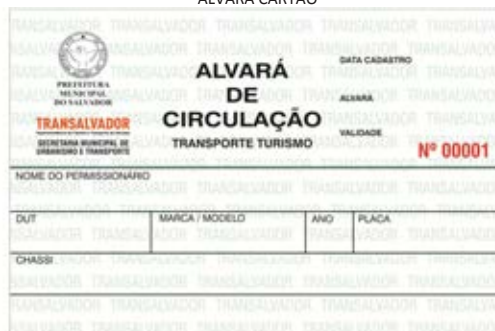 ALVARÁ CARTÃO
PREFEITURA
MUNICIPAL
DO SALVADOR
TRANSALVADOR
SECRETARIA MUNICIPAL DE
URBANISMO E TRANSPORTE
ALVARÁ
DE
CIRCULAÇÃO
TRANSPORTE TURISMO
DATA CADASTRO
ALVARÁ
VALIDADE
Nº 00001
NOME DO PERMISSIONÁRIO
DUT MARCA / MODELO ANO PLACA
CHASSI